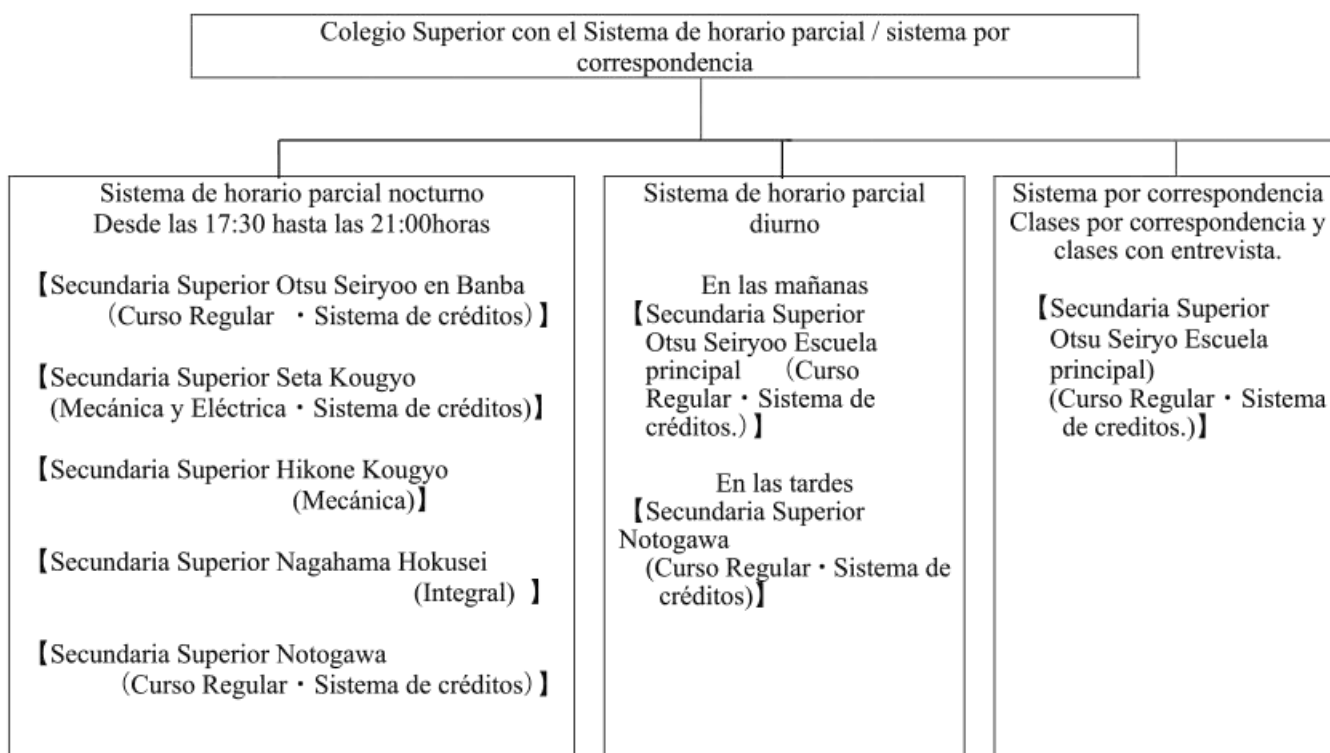 Colegio Superior con el Sistema de horario parcial / sistema por
correspondencia
Sistema de horario parcial nocturno
Desde las 17:30 hasta las 21:00horas
【Secundaria Superior Otsu Seiryoo en Banba
（Curso Regular ・Sistema de créditos）】
【Secundaria Superior Seta Kougyo
(Mecánica y Eléctrica・Sistema de créditos)】
【Secundaria Superior Hikone Kougyo
(Mecánica)】
【Secundaria Superior Nagahama Hokusei
(Integral) 】
【Secundaria Superior Notogawa
（Curso Regular・Sistema de créditos）】
Sistema de horario parcial
diurno
En las mañanas
【Secundaria Superior
Otsu Seiryoo Escuela
principal （Curso
Regular・Sistema de
créditos.）】
En las tardes
【Secundaria Superior
Notogawa
(Curso Regular・Sistema de
créditos)】
Sistema por correspondencia
Clases por correspondencia y
clases con entrevista.
【Secundaria Superior
Otsu Seiryo Escuela
principal)
(Curso Regular・Sistema
de creditos.)】